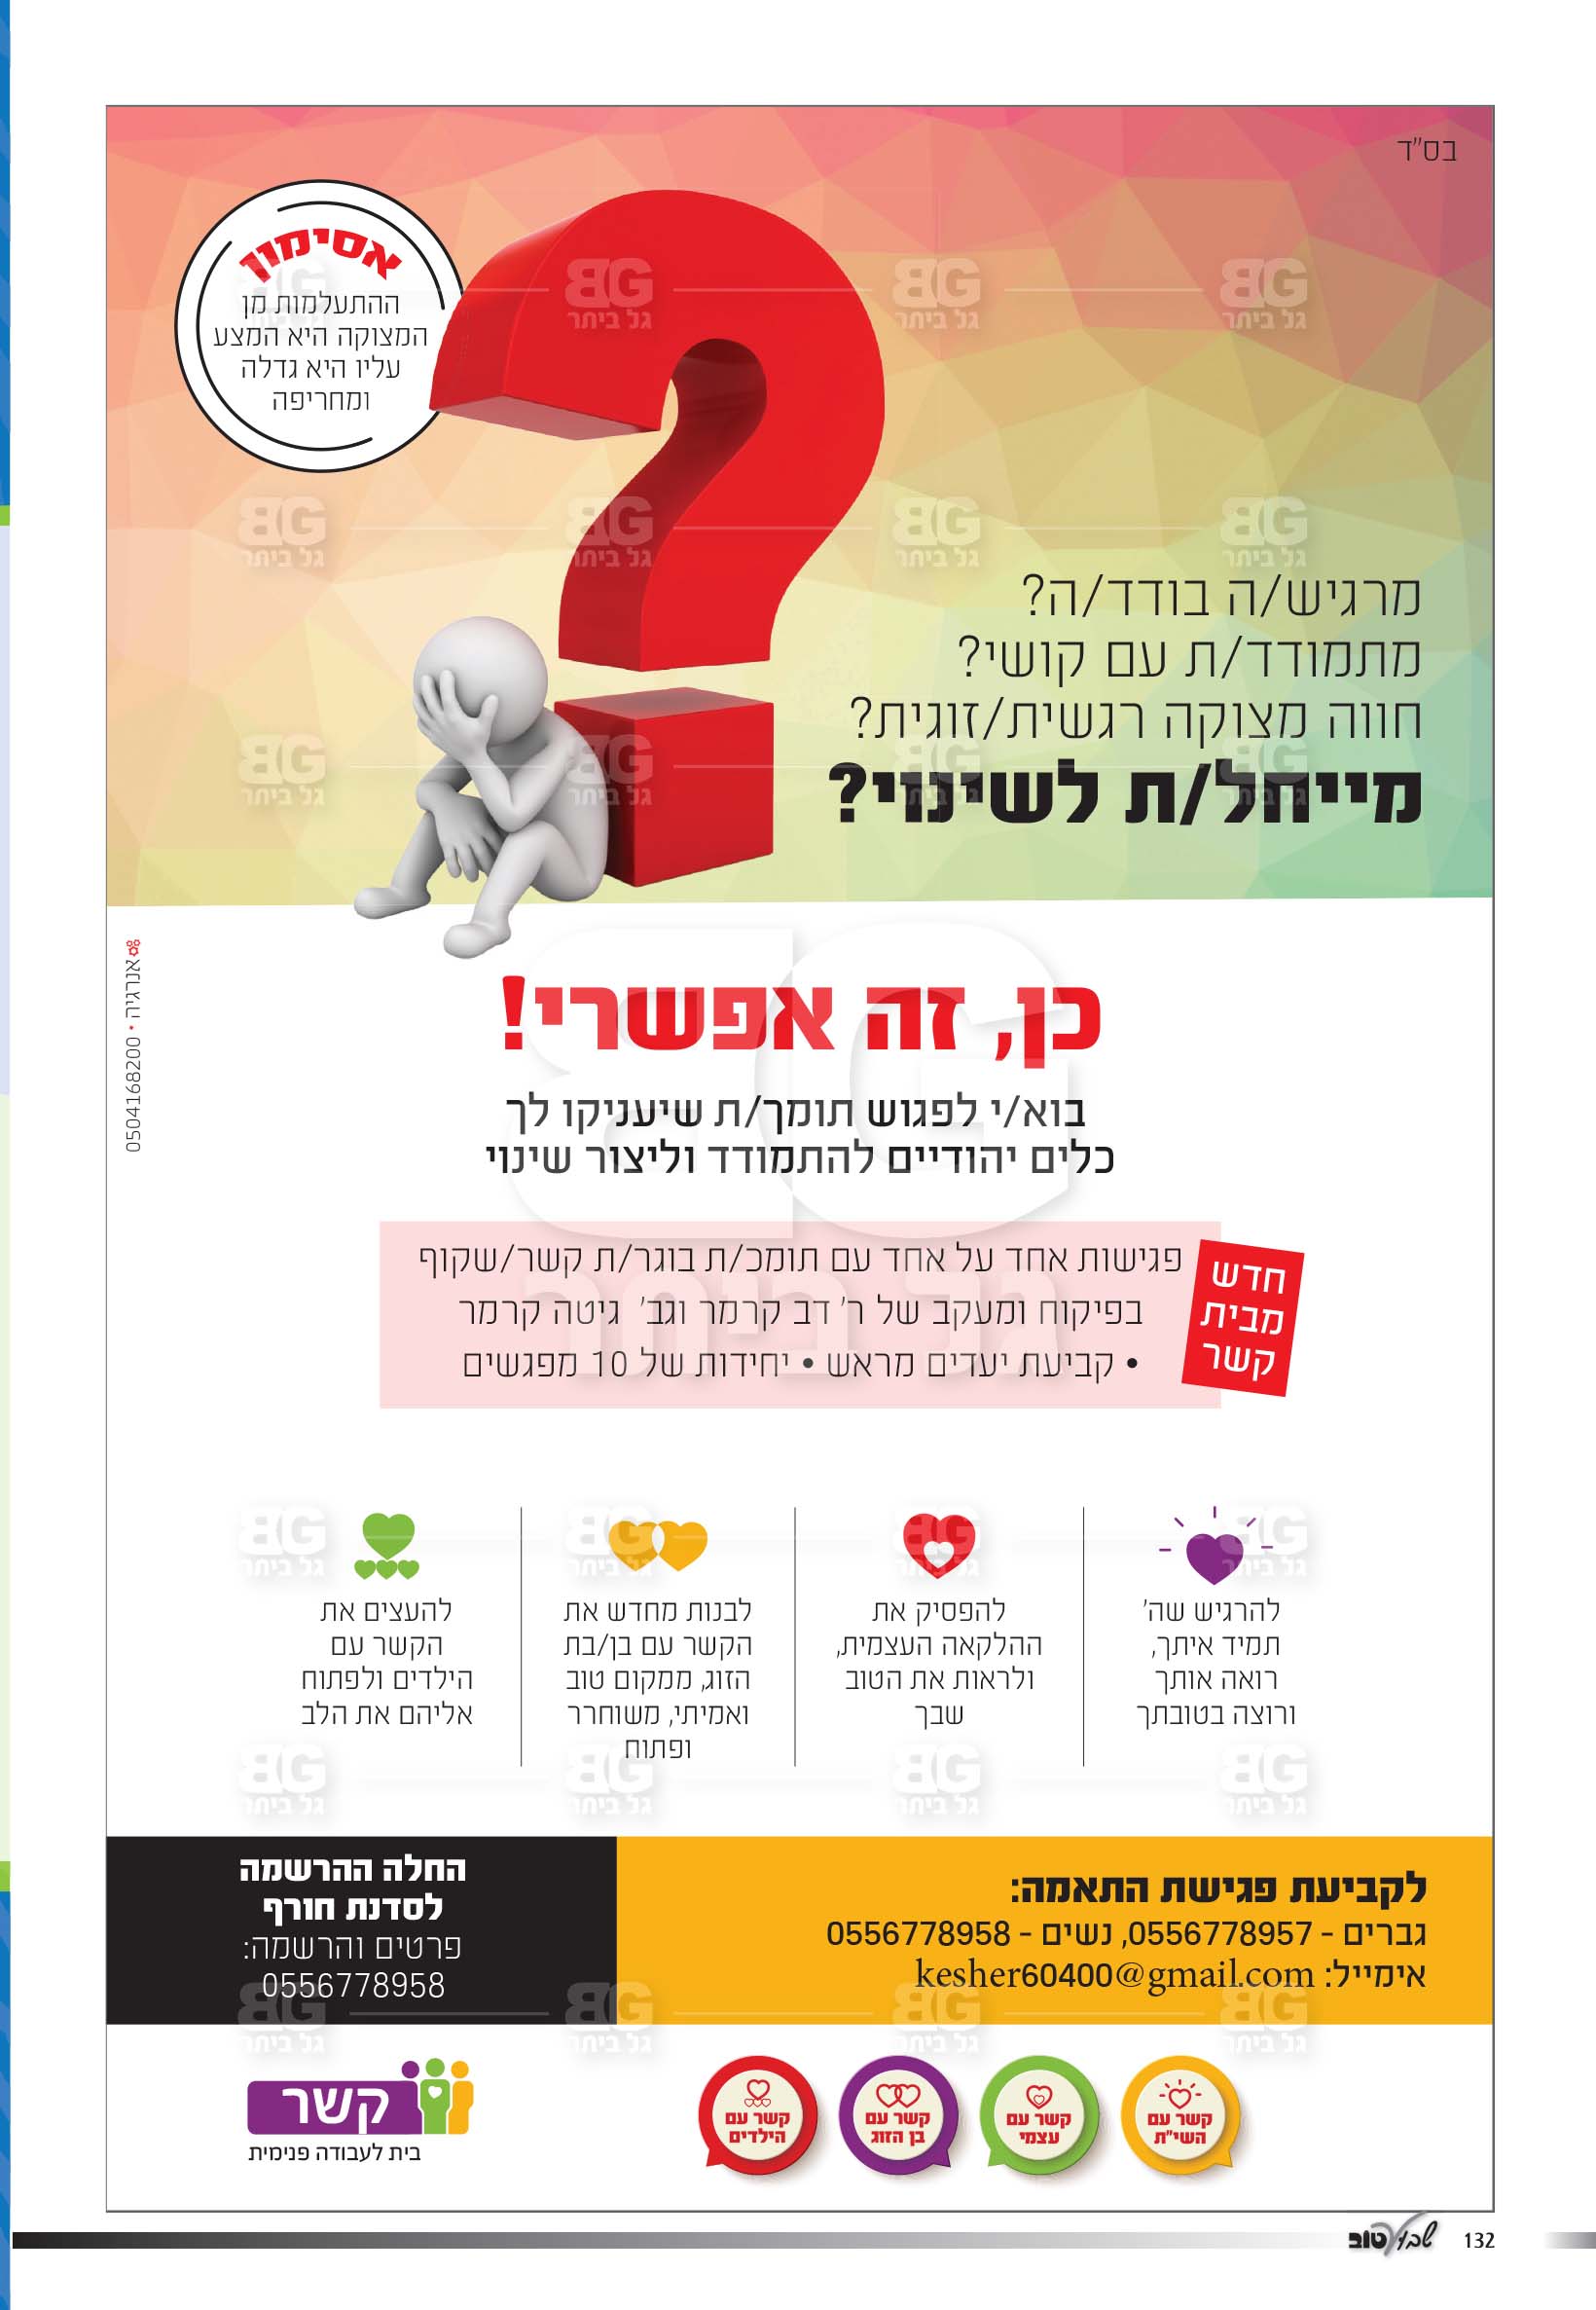 בס"ד
אסימון
ההתעלמות מן
המצוקה היא המצע
עליו היא גדלה
ומחריפה
מרגיש/ה בודד/ה?
מתמודד/ת עם קושי?
חווה מצוקה רגשית/זוגית?
מייחל/ת לשינוי?
כן, זה אפשרי!
בוא/י לפגוש תומך/ת שיעניקו לך
כלים יהודיים להתמודד וליצור שינוי
חדש
מבית
קשר
פגישות אחד על אחד עם תומכ/ת בוגר/ת קשר/שקוף
בפיקוח ומעקב של ר' דב קרמר וגב' גיטה קרמר
• קביעת יעדים מראש • יחידות של 10 מפגשים
להרגיש שה'
תמיד איתך,
רואה אותך
ורוצה בטובתך
להפסיק את
ההלקאה העצמית,
ולראות את הטוב
שבך
לבנות מחדש את
הקשר עם בן/בת
הזוג, ממקום טוב
ואמיתי, משוחרר
ופתוח
להעצים את
הקשר עם
הילדים ולפתוח
אליהם את הלב
לקביעת פגישת התאמה:
גברים - 0556778957, נשים - 0556778958
אימייל: kesher60400@gmail.com
החלה ההרשמה
לסדנת חורף
פרטים והרשמה:
0556778958
קשר עם
השי"ת
קשר עם
עצמי
קשר עם
בן הזוג
קשר עם
הילדים
קשר
בית לעבודה פנימית
אנרגיה • 0504168200
BG
גל ביתר
132 שבוע טוב